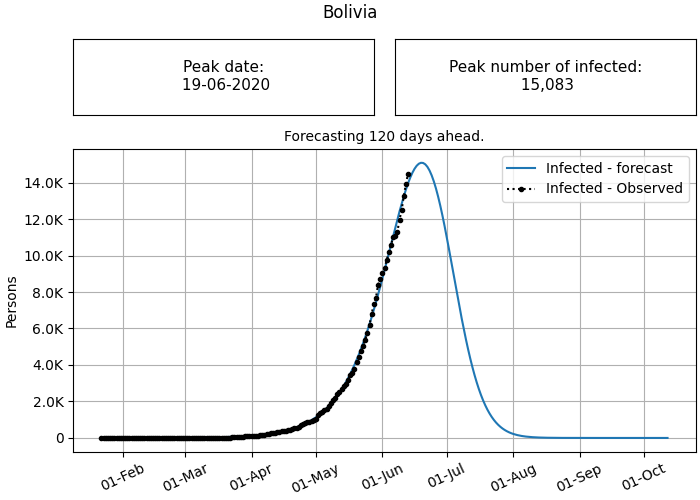 Bolivia
Peak date:
19-06-2020
Peak number of infected:
15,083
Forecasting 120 days ahead.
Infected - forecast
Infected - Observed
Persons
14.0K
12.0K
10.0K
8.0K
6.0K
4.0K
2.0K
0
01-Feb
01-Mar
01-Apr
01-May
01-Jun
01-Jul
01-Aug
01-Sep
01-Oct